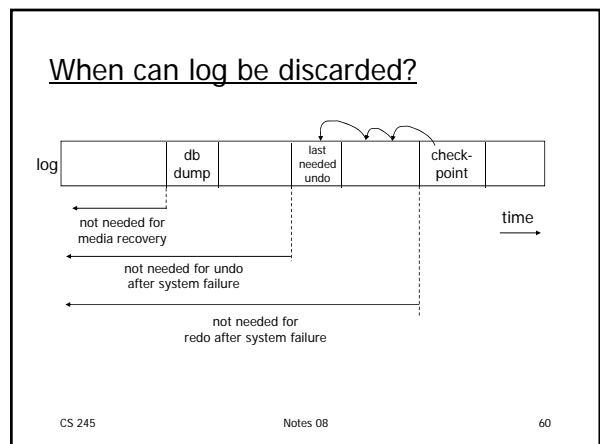 When can log be discarded?
log
db
dump
last
needed
undo
check-
point
time
not needed for
media recovery
not needed for undo
after system failure
not needed for
redo after system failure
CS 245
Notes 08
60